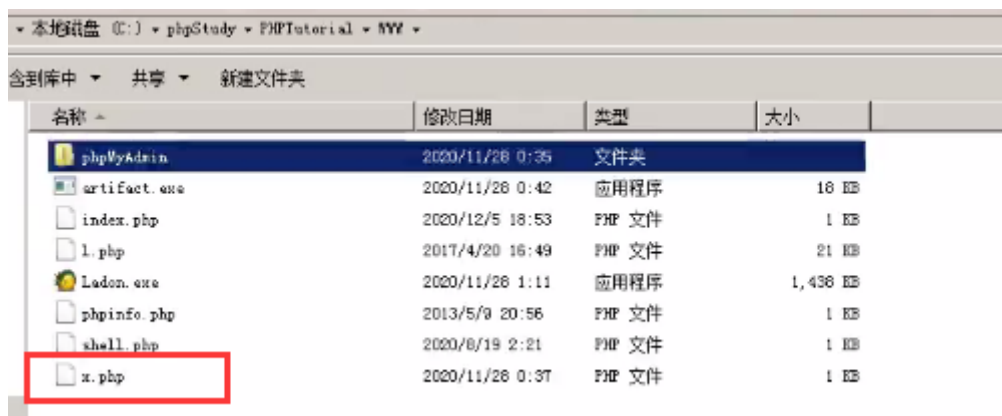 本地磁盘 (C:) phpStudy PHPTutorial WWW
含到库中 共享 新建文件夹
名称 修改日期 类型 大小
phpMyAdmin 2020/11/28 0:35 文件夹
artifact.exe 2020/11/28 0:42 应用程序 18 KB
index.php 2020/12/5 18:53 PHP 文件 1 KB
l.php 2017/4/20 16:49 PHP 文件 21 KB
Ladon.exe 2020/11/28 1:11 应用程序 1,438 KB
phpinfo.php 2013/5/9 20:56 PHP 文件 1 KB
shell.php 2020/8/19 2:21 PHP 文件 1 KB
x.php 2020/11/28 0:37 PHP 文件 1 KB